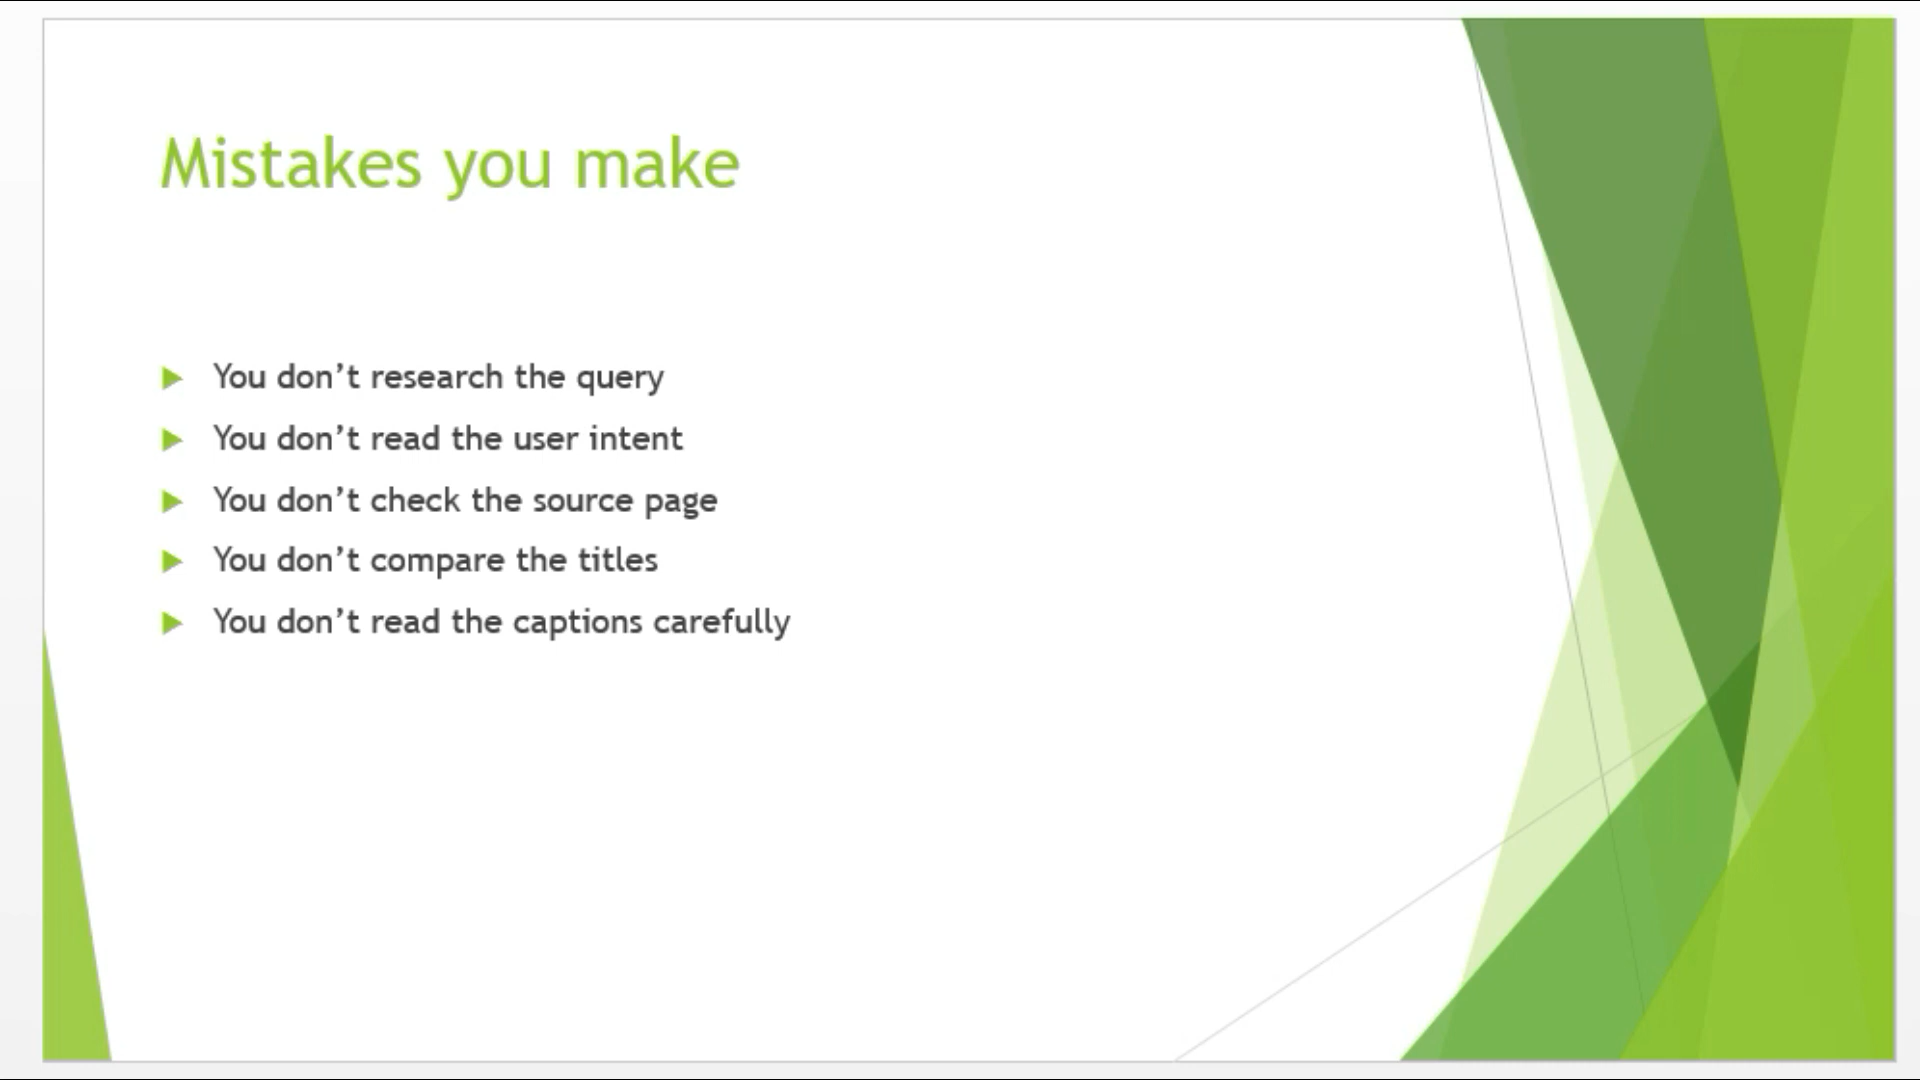 Mistakes you make
You don’t research the query
You don’t read the user intent
You don’t check the source page
You don’t compare the titles
You don’t read the captions carefully